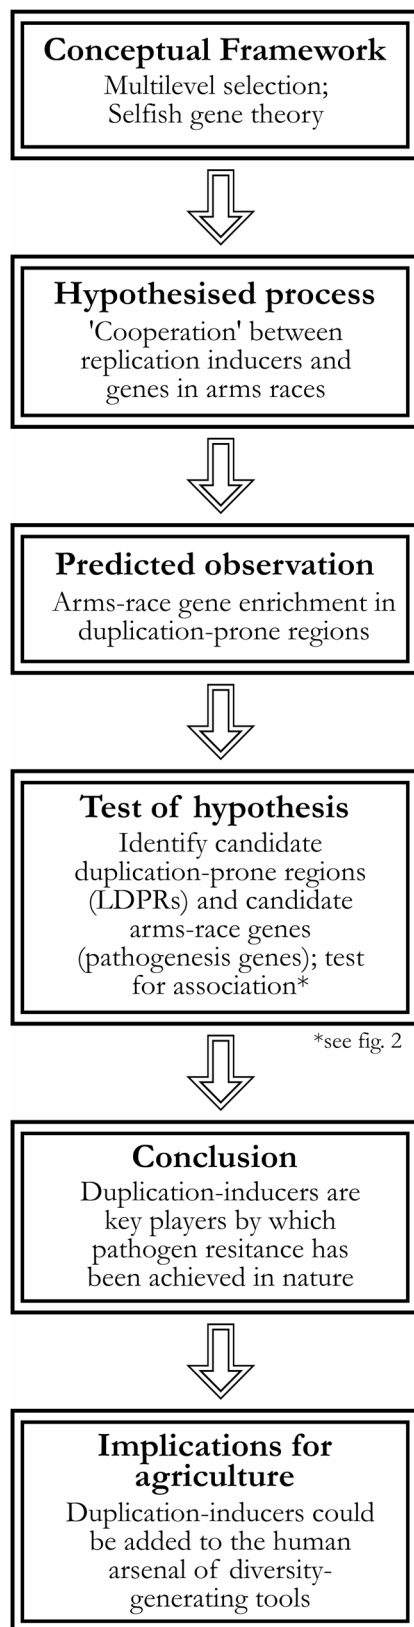 Conceptual Framework
Multilevel selection;
Selfish gene theory
Hypothesised process
'Cooperation' between
replication inducers and
genes in arms races
Predicted observation
Arms-race gene enrichment in
duplication-prone regions
Test of hypothesis
Identify candidate
duplication-prone regions
(LDPRs) and candidate
arms-race genes
(pathogenesis genes); test
for association*
*see fig. 2
Conclusion
Duplication-inducers are
key players by which
pathogen resitance has
been achieved in nature
Implications for
agriculture
Duplication-inducers could
be added to the human
arsenal of diversity-
generating tools